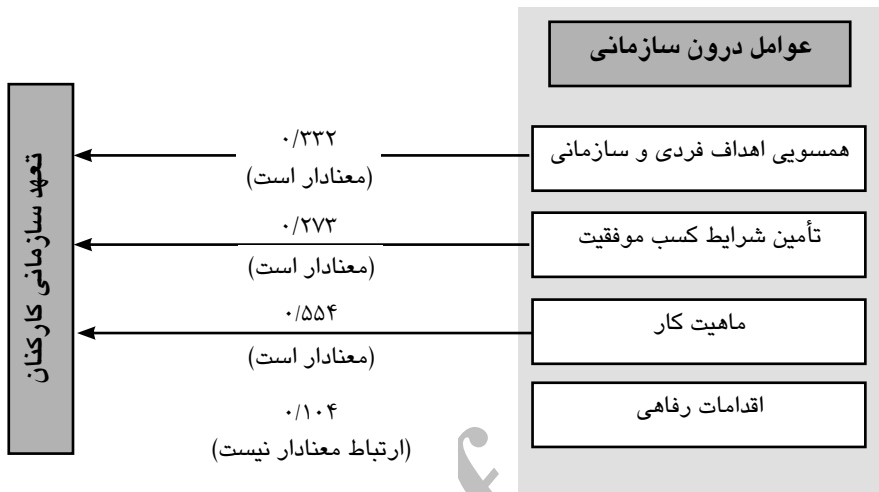 عوامل درون سازمانی
همسویی اهداف فردی و سازمانی
۰/۳۳۲
(معنادار است)
تأمین شرایط کسب موفقیت
۰/۲۷۳
(معنادار است)
ماهیت کار
۰/۵۵۴
(معنادار است)
اقدامات رفاهی
۰/۱۰۴
(ارتباط معنادار نیست)
تعهد سازمانی کارکنان